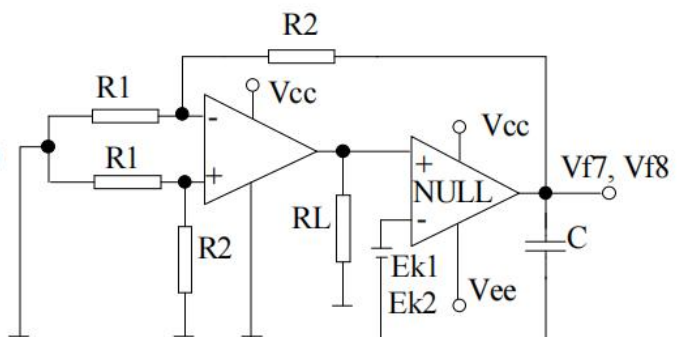 R2
R1
Vcc
-
R1
Vcc
+
+
Vf7, Vf8
NULL
RL
-
R2
C
Ek1
Ek2
Vee